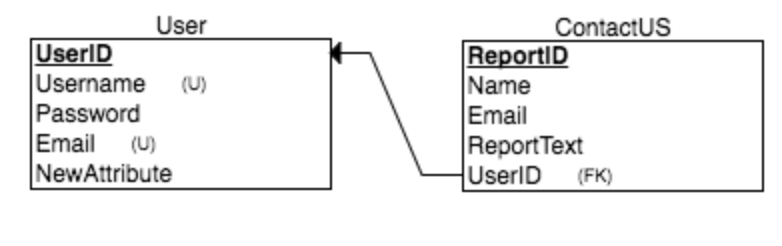 User
UserID
Username (U)
Password
Email (U)
NewAttribute
ContactUS
ReportID
Name
Email
ReportText
UserID (FK)